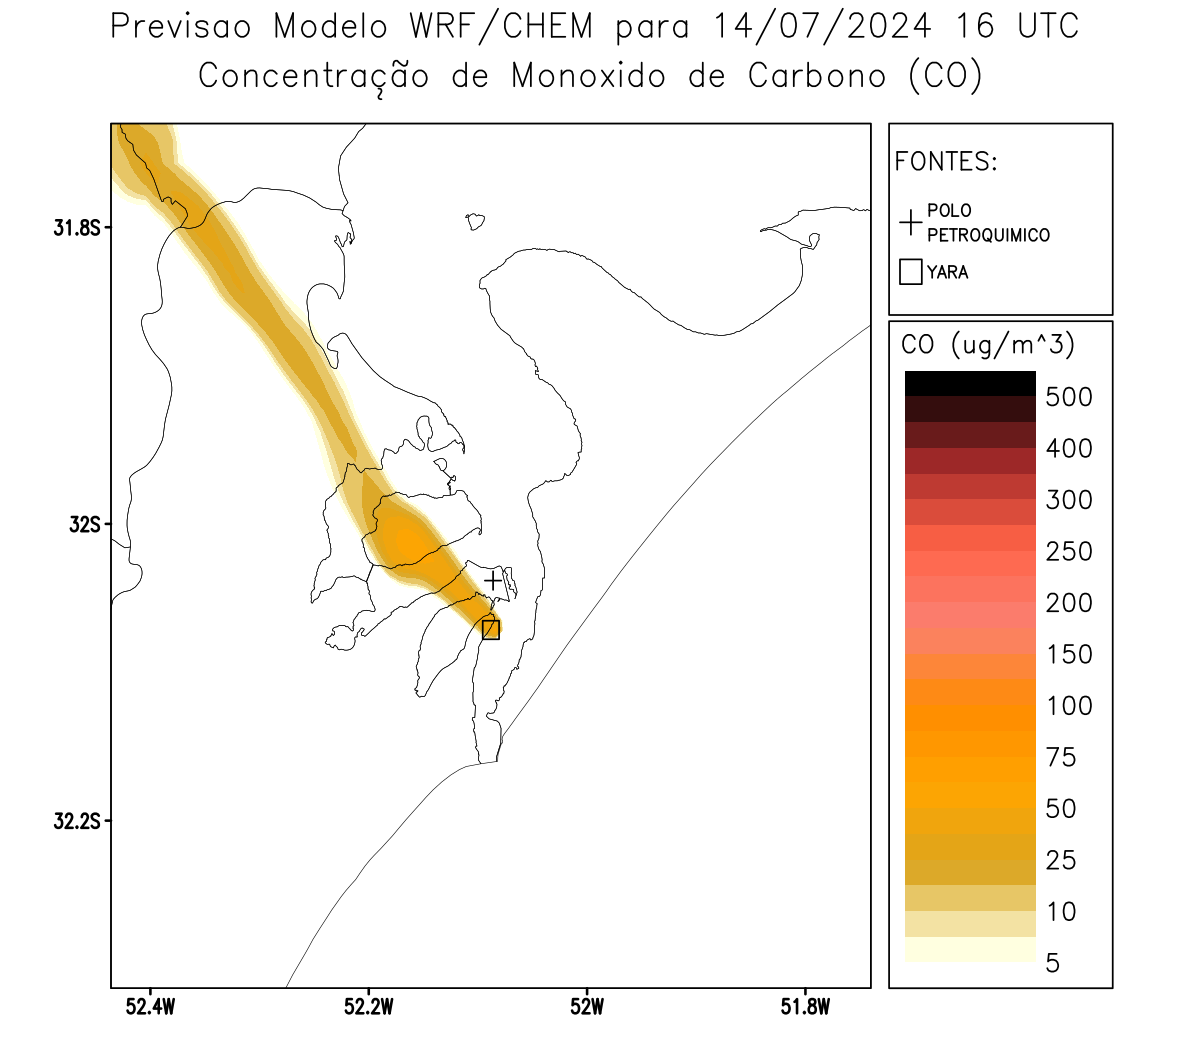 Previsao Modelo WRF/CHEM para 14/07/2024 16 UTC
Concentração de Monoxido de Carbono (CO)
FONTES:
POLO
PETROQUIMICO
YARA
CO (ug/m^3)
500
400
300
250
200
150
100
75
50
25
10
5
31.8S
32S
32.2S
52.4W
52.2W
52W
51.8W